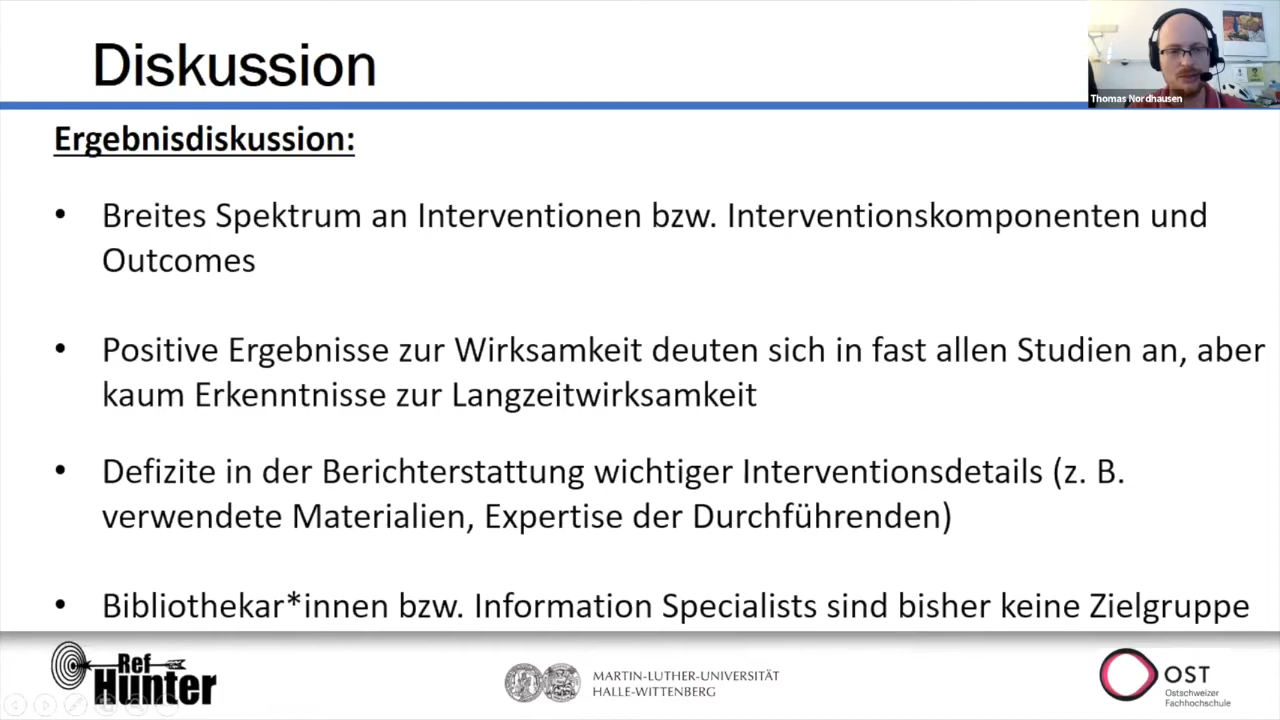 Diskussion
Thomas Nordhausen
Ergebnisdiskussion:
• Breites Spektrum an Interventionen bzw. Interventionskomponenten und
Outcomes
• Positive Ergebnisse zur Wirksamkeit deuten sich in fast allen Studien an, aber
kaum Erkenntnisse zur Langzeitwirksamkeit
• Defizite in der Berichterstattung wichtiger Interventionsdetails (z. B.
verwendete Materialien, Expertise der Durchführenden)
• Bibliothekar*innen bzw. Information Specialists sind bisher keine Zielgruppe
Ref
Hunter
MARTIN-LUTHER-UNIVERSITÄT
HALLE-WITTENBERG
OST
Ostschweizer
Fachhochschule